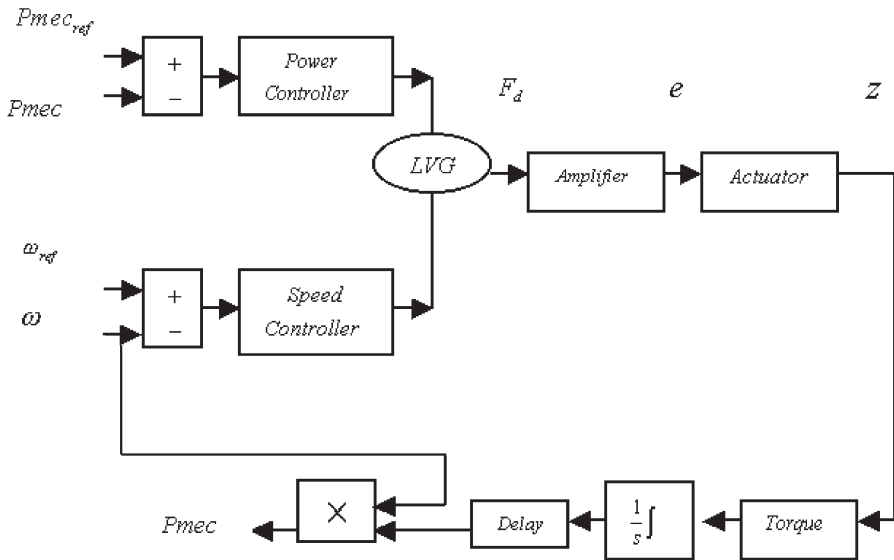 Pmec_ref
+
−
Power
Controller
Pmec
F_d
e
z
LVG
Amplifier
Actuator
ω_ref
+
−
Speed
Controller
ω
Pmec
×
Delay
1/s ∫
Torque